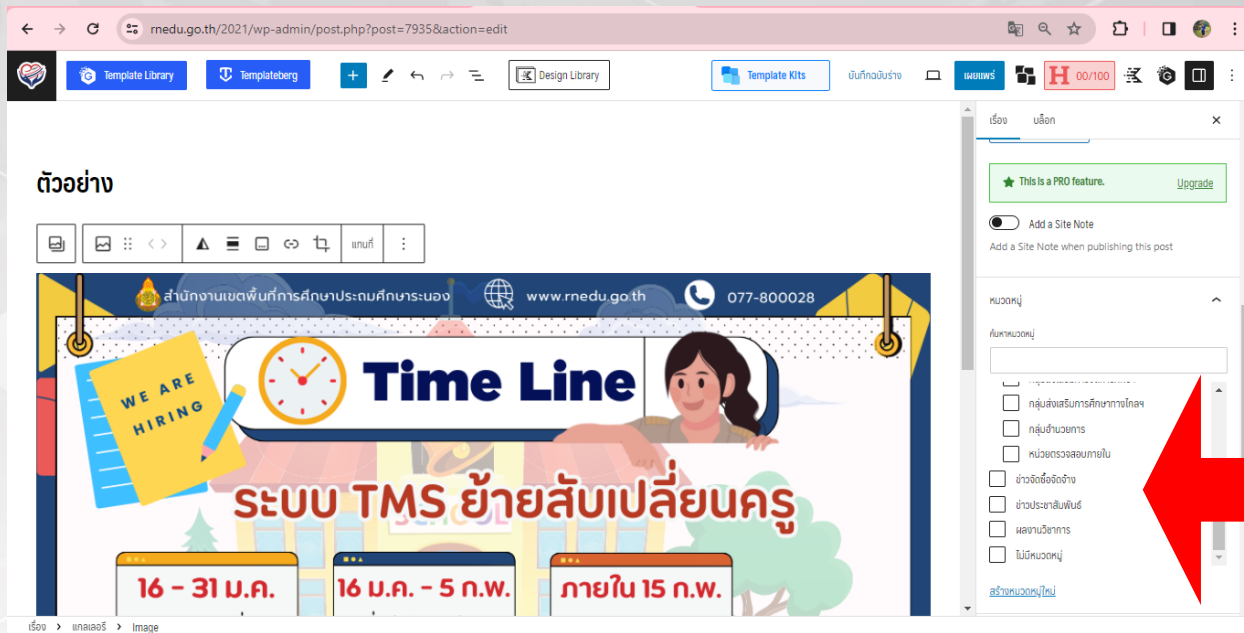 rnedu.go.th/2021/wp-admin/post.php?post=7935&action=edit
Template Library
Templateberg
Design Library
Template Kits
บันทึกฉบับร่าง
เผยแพร่
00/100
เรื่อง บล็อก
This is a PRO feature. Upgrade
Add a Site Note
Add a Site Note when publishing this post
หมวดหมู่
ค้นหาหมวดหมู่
กลุ่มส่งเสริมการศึกษาทางไกลฯ
กลุ่มอำนวยการ
หน่วยตรวจสอบภายใน
ข่าวจัดซื้อจัดจ้าง
ข่าวประชาสัมพันธ์
ผลงานวิชาการ
ไม่มีหมวดหมู่
สร้างหมวดหมู่ใหม่
ตัวอย่าง
แทนที่
สำนักงานเขตพื้นที่การศึกษาประถมศึกษาระนอง www.rnedu.go.th 077-800028
WE ARE
HIRING
Time Line
ระบบ TMS ย้ายสับเปลี่ยนครู
SCHOOL
16 - 31 ม.ค. 16 ม.ค. - 5 ก.พ. ภายใน 15 ก.พ.
เรื่อง › แกลเลอรี › Image